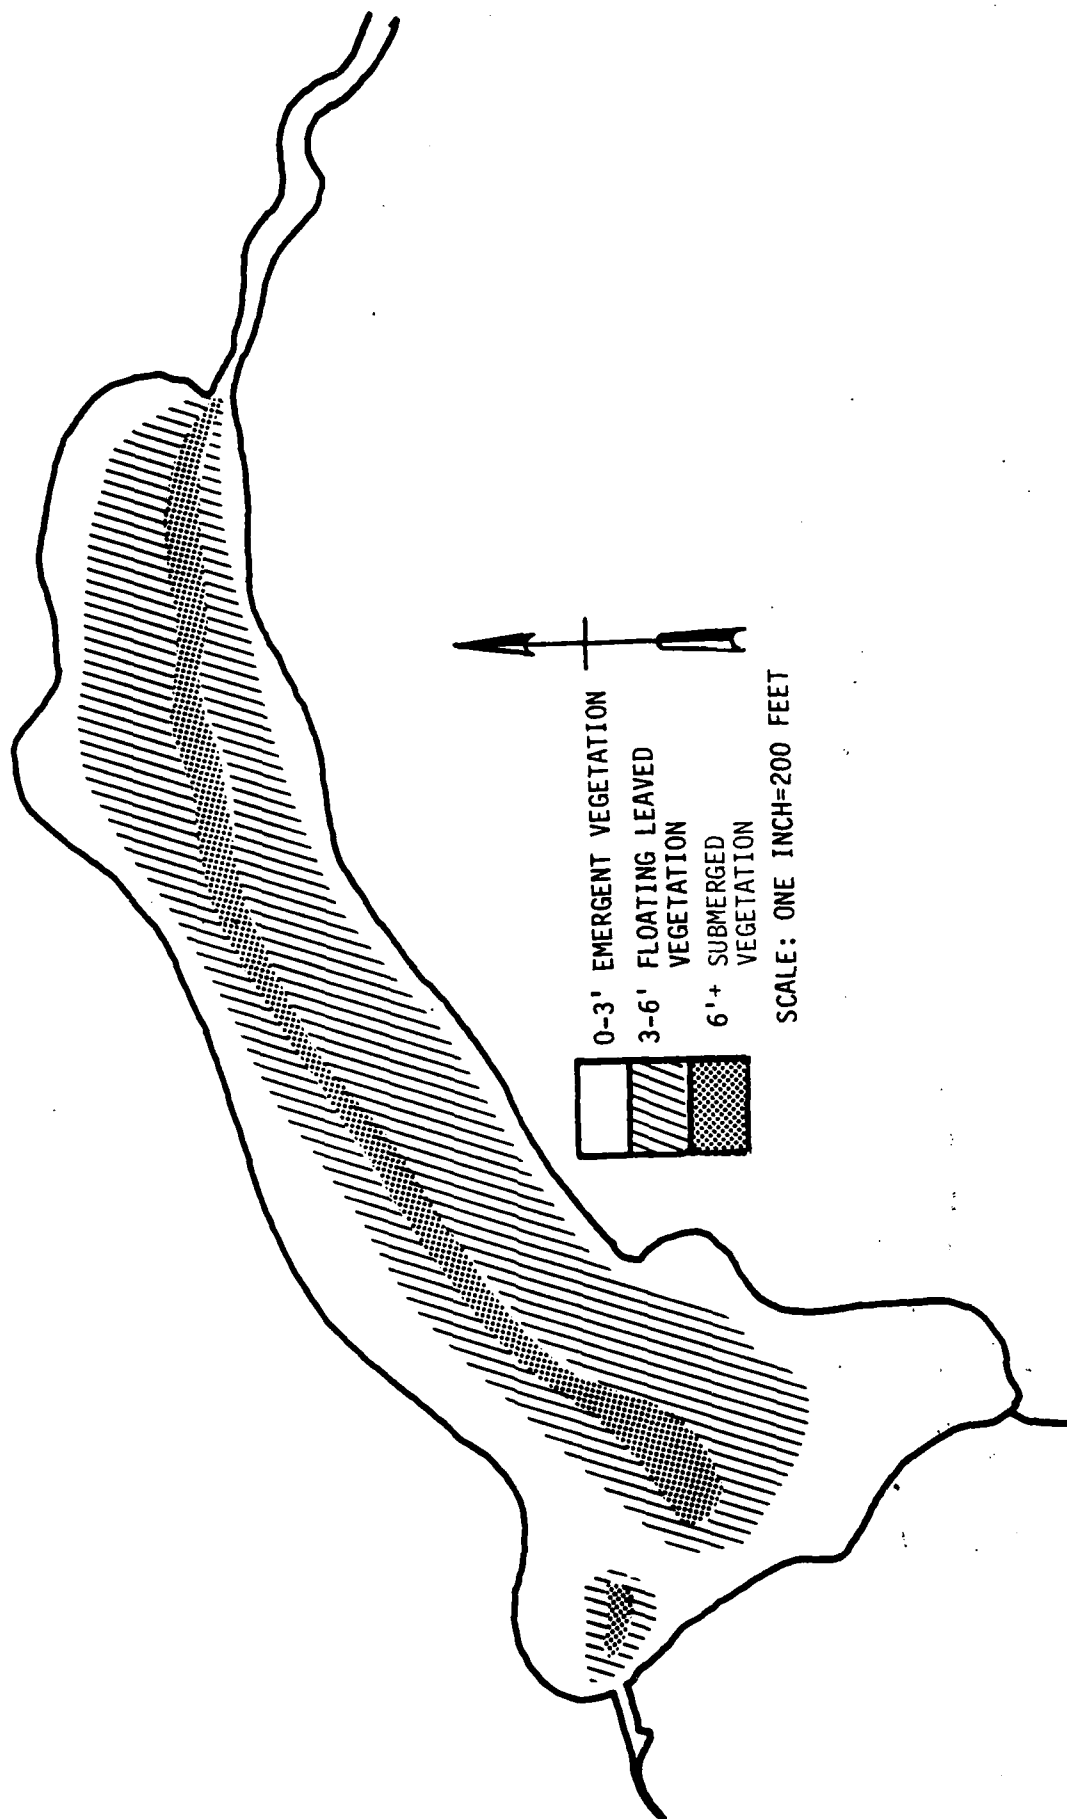 0-3' EMERGENT VEGETATION
3-6' FLOATING LEAVED
VEGETATION
6'+ SUBMERGED
VEGETATION
SCALE: ONE INCH=200 FEET